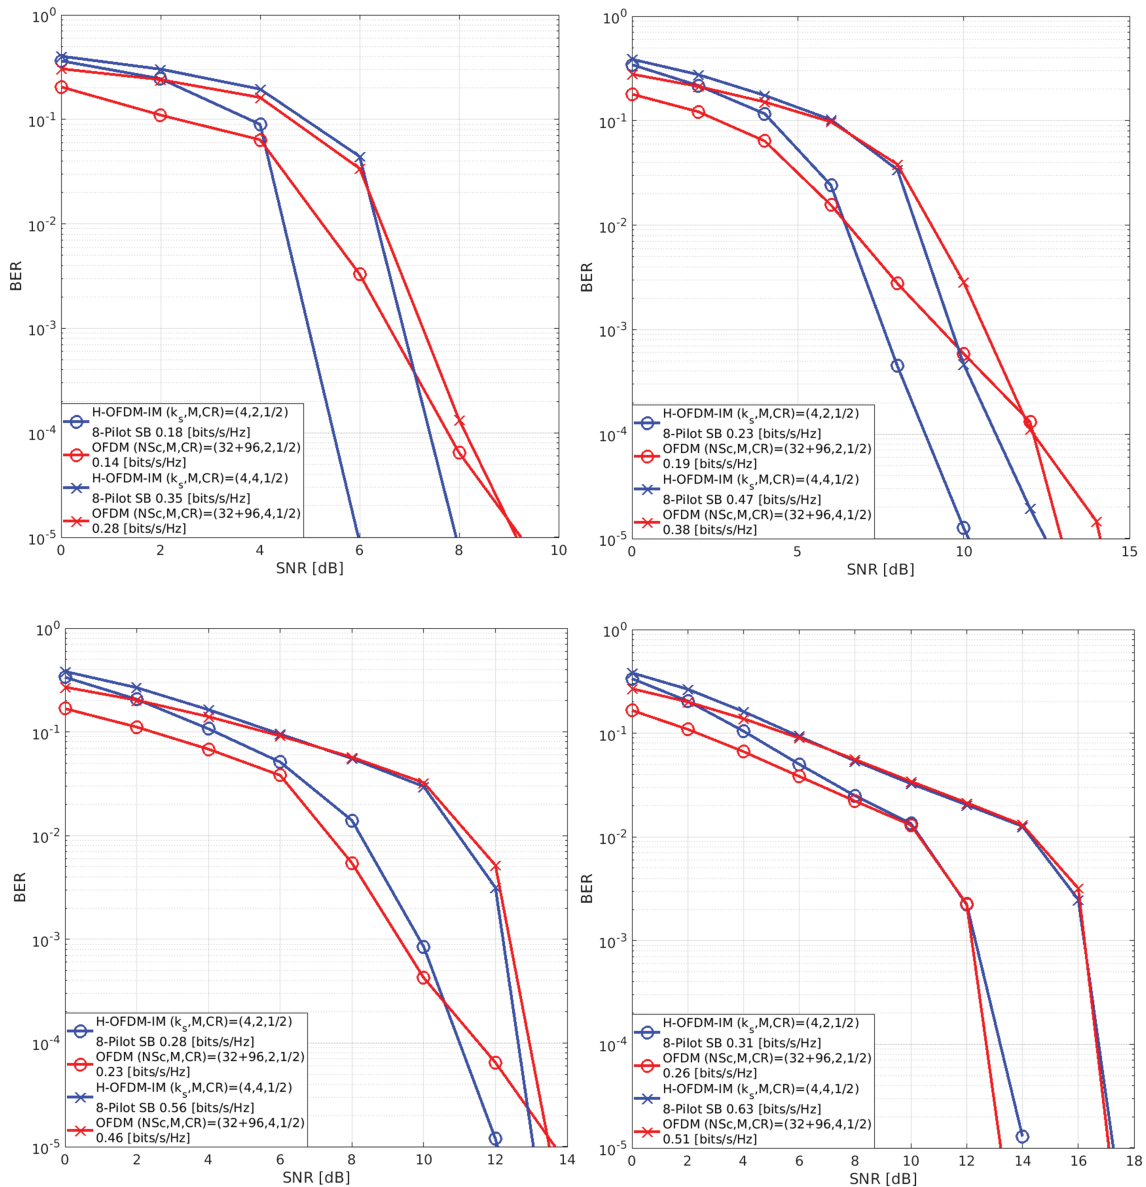 10^0
10^-1
10^-2
10^-3
10^-4
10^-5
BER
0 2 4 6 8 10
SNR [dB]
H-OFDM-IM (k_s,M,CR)=(4,2,1/2)
8-Pilot SB 0.18 [bits/s/Hz]
OFDM (NSc,M,CR)=(32+96,2,1/2)
0.14 [bits/s/Hz]
H-OFDM-IM (k_s,M,CR)=(4,4,1/2)
8-Pilot SB 0.35 [bits/s/Hz]
OFDM (NSc,M,CR)=(32+96,4,1/2)
0.28 [bits/s/Hz]
10^0
10^-1
10^-2
10^-3
10^-4
10^-5
BER
0 5 10 15
SNR [dB]
H-OFDM-IM (k_s,M,CR)=(4,2,1/2)
8-Pilot SB 0.23 [bits/s/Hz]
OFDM (NSc,M,CR)=(32+96,2,1/2)
0.19 [bits/s/Hz]
H-OFDM-IM (k_s,M,CR)=(4,4,1/2)
8-Pilot SB 0.47 [bits/s/Hz]
OFDM (NSc,M,CR)=(32+96,4,1/2)
0.38 [bits/s/Hz]
10^0
10^-1
10^-2
10^-3
10^-4
10^-5
BER
0 2 4 6 8 10 12 14
SNR [dB]
H-OFDM-IM (k_s,M,CR)=(4,2,1/2)
8-Pilot SB 0.28 [bits/s/Hz]
OFDM (NSc,M,CR)=(32+96,2,1/2)
0.23 [bits/s/Hz]
H-OFDM-IM (k_s,M,CR)=(4,4,1/2)
8-Pilot SB 0.56 [bits/s/Hz]
OFDM (NSc,M,CR)=(32+96,4,1/2)
0.46 [bits/s/Hz]
10^0
10^-1
10^-2
10^-3
10^-4
10^-5
BER
0 2 4 6 8 10 12 14 16 18
SNR [dB]
H-OFDM-IM (k_s,M,CR)=(4,2,1/2)
8-Pilot SB 0.31 [bits/s/Hz]
OFDM (NSc,M,CR)=(32+96,2,1/2)
0.26 [bits/s/Hz]
H-OFDM-IM (k_s,M,CR)=(4,4,1/2)
8-Pilot SB 0.63 [bits/s/Hz]
OFDM (NSc,M,CR)=(32+96,4,1/2)
0.51 [bits/s/Hz]